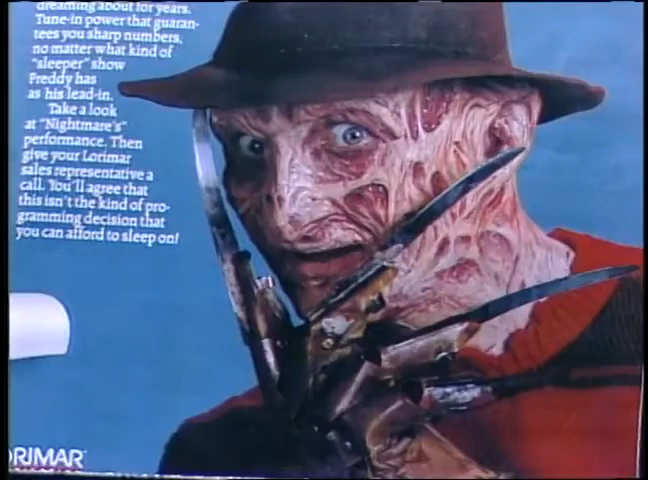 dreaming about for years.
Tune-in power that guaran-
tees you sharp numbers,
no matter what kind of
"sleeper" show
Freddy has
as his lead-in.
Take a look
at "Nightmare's"
performance. Then
give your Lorimar
sales representative a
call. You'll agree that
this isn't the kind of pro-
gramming decision that
you can afford to sleep on!
ORIMAR